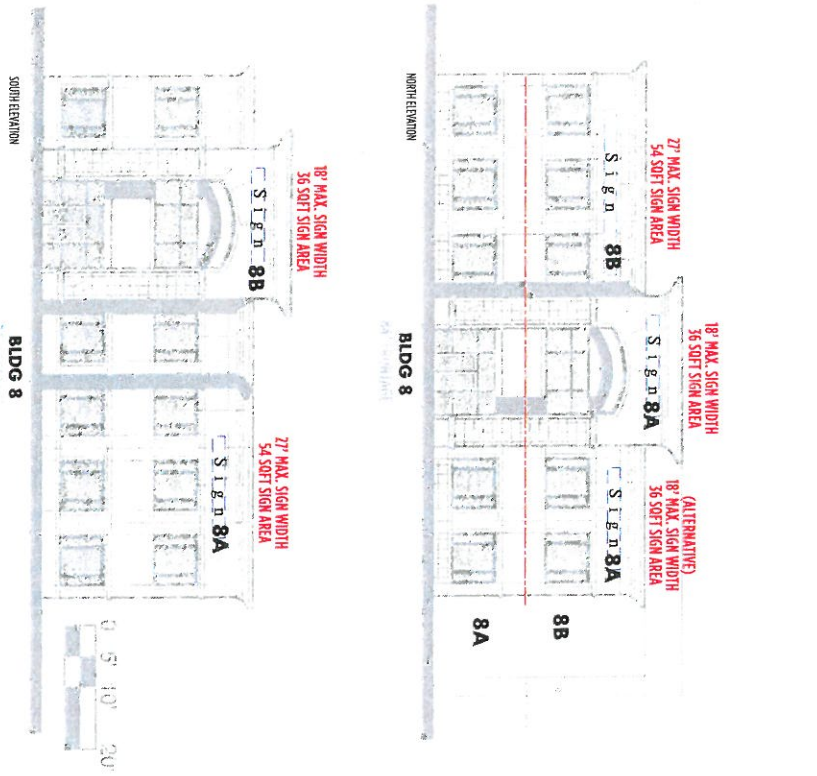 27' MAX. SIGN WIDTH
54 SQFT SIGN AREA
Sign 8B
18' MAX. SIGN WIDTH
36 SQFT SIGN AREA
Sign 8A
(ALTERNATIVE)
18' MAX. SIGN WIDTH
36 SQFT SIGN AREA
Sign 8A
8B
8A
NORTH ELEVATION
BLDG 8
18' MAX. SIGN WIDTH
36 SQFT SIGN AREA
Sign 8B
27' MAX. SIGN WIDTH
54 SQFT SIGN AREA
Sign 8A
0 5' 10' 20'
SOUTH ELEVATION
BLDG 8